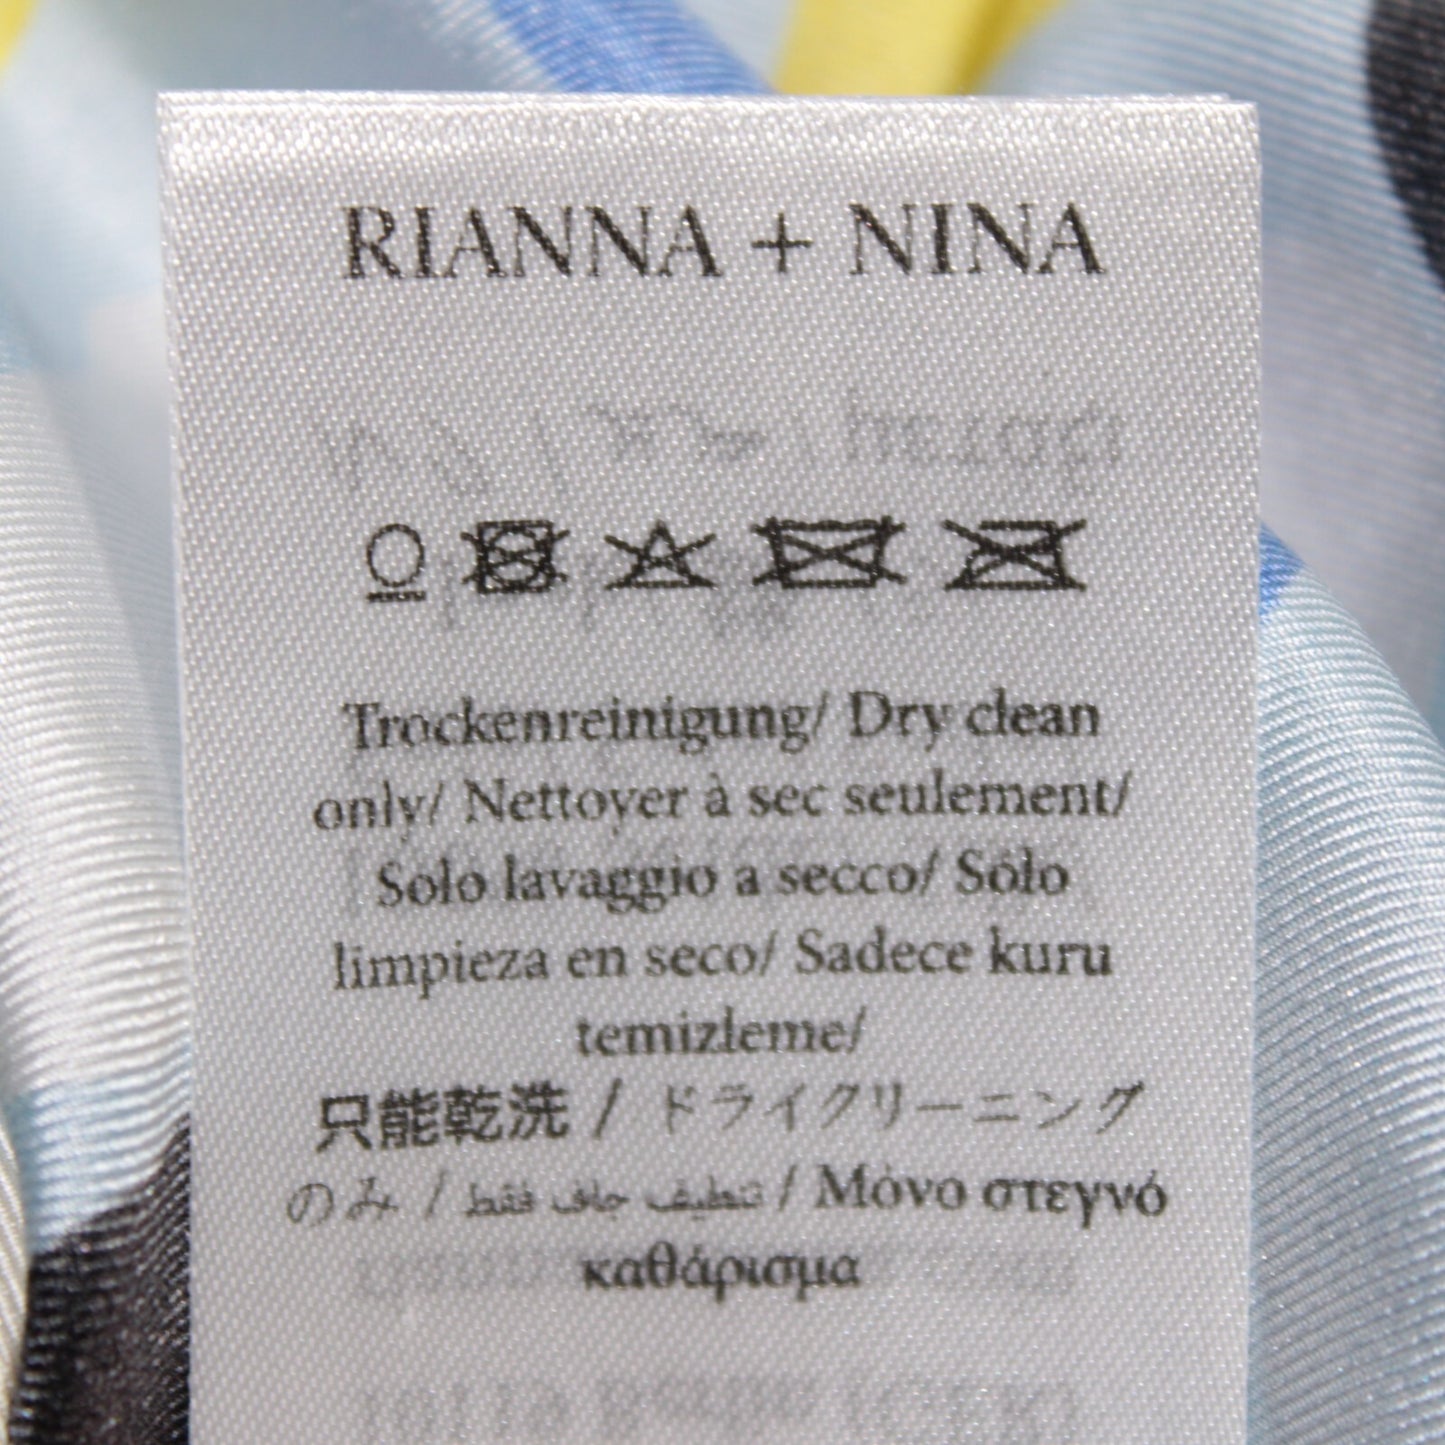 RIANNA + NINA
Trockenreinigung/ Dry clean
only/ Nettoyer à sec seulement/
Solo lavaggio a secco/ Sólo
limpieza en seco/ Sadece kuru
temizleme/
只能乾洗 / ドライクリーニング
のみ / تنظيف جاف فقط / Μόνο στεγνό
καθάρισμα